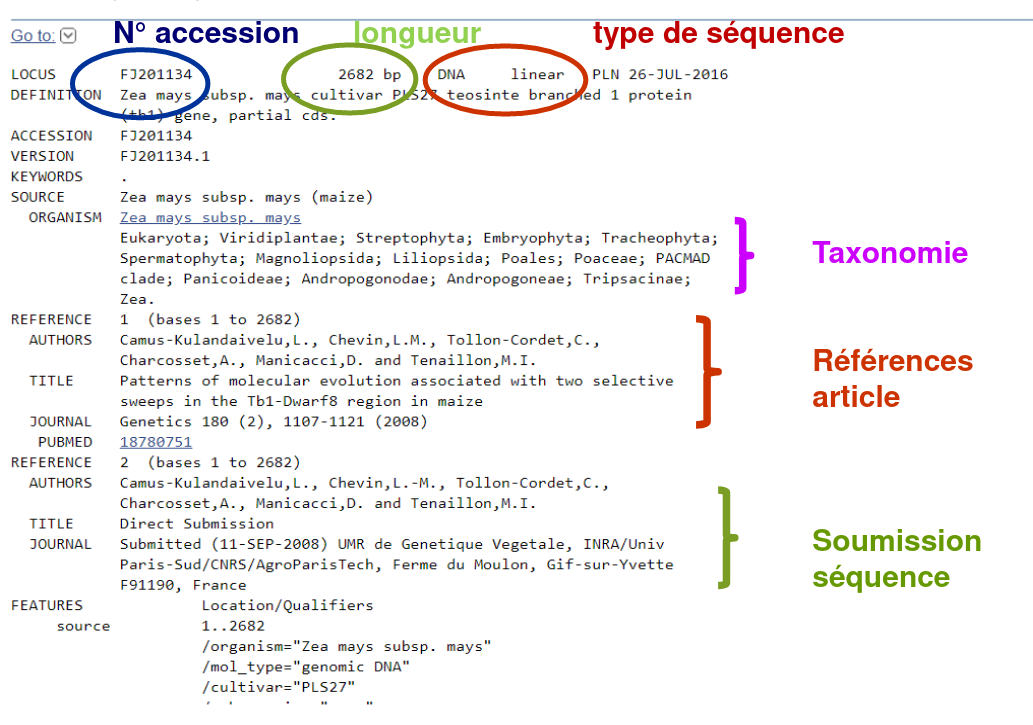 Go to:
N° accession longueur type de séquence
LOCUS FJ201134 2682 bp DNA linear PLN 26-JUL-2016
DEFINITION Zea mays subsp. mays cultivar PLS27 teosinte branched 1 protein
(tb1) gene, partial cds.
ACCESSION FJ201134
VERSION FJ201134.1
KEYWORDS .
SOURCE Zea mays subsp. mays (maize)
ORGANISM Zea mays subsp. mays
Eukaryota; Viridiplantae; Streptophyta; Embryophyta; Tracheophyta;
Spermatophyta; Magnoliopsida; Liliopsida; Poales; Poaceae; PACMAD
clade; Panicoideae; Andropogonodae; Andropogoneae; Tripsacinae;
Zea.
Taxonomie
REFERENCE 1 (bases 1 to 2682)
AUTHORS Camus-Kulandaivelu,L., Chevin,L.M., Tollon-Cordet,C.,
Charcosset,A., Manicacci,D. and Tenaillon,M.I.
TITLE Patterns of molecular evolution associated with two selective
sweeps in the Tb1-Dwarf8 region in maize
JOURNAL Genetics 180 (2), 1107-1121 (2008)
PUBMED 18780751
Références
article
REFERENCE 2 (bases 1 to 2682)
AUTHORS Camus-Kulandaivelu,L., Chevin,L.-M., Tollon-Cordet,C.,
Charcosset,A., Manicacci,D. and Tenaillon,M.I.
TITLE Direct Submission
JOURNAL Submitted (11-SEP-2008) UMR de Genetique Vegetale, INRA/Univ
Paris-Sud/CNRS/AgroParisTech, Ferme du Moulon, Gif-sur-Yvette
F91190, France
Soumission
séquence
FEATURES Location/Qualifiers
source 1..2682
/organism="Zea mays subsp. mays"
/mol_type="genomic DNA"
/cultivar="PLS27"